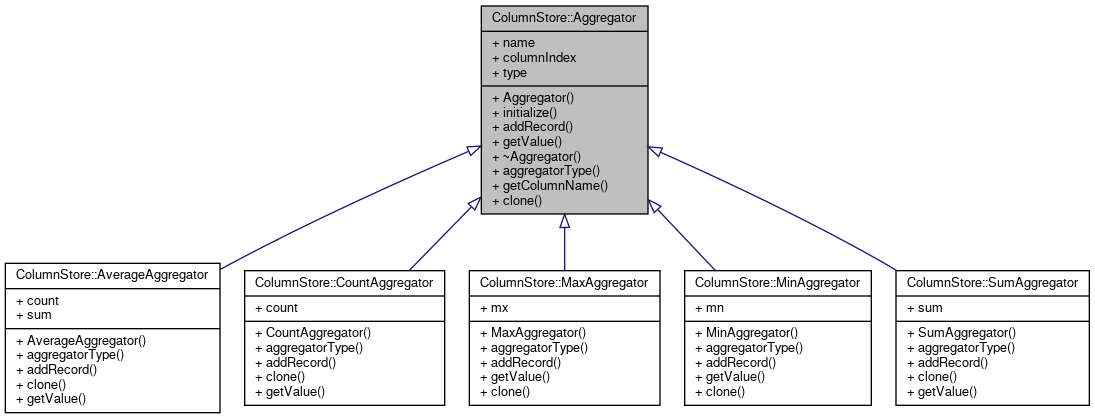 ColumnStore::Aggregator
+ name
+ columnIndex
+ type
+ Aggregator()
+ initialize()
+ addRecord()
+ getValue()
+ ~Aggregator()
+ aggregatorType()
+ getColumnName()
+ clone()
ColumnStore::AverageAggregator
+ count
+ sum
+ AverageAggregator()
+ aggregatorType()
+ addRecord()
+ clone()
+ getValue()
ColumnStore::CountAggregator
+ count
+ CountAggregator()
+ aggregatorType()
+ addRecord()
+ clone()
+ getValue()
ColumnStore::MaxAggregator
+ mx
+ MaxAggregator()
+ aggregatorType()
+ addRecord()
+ getValue()
+ clone()
ColumnStore::MinAggregator
+ mn
+ MinAggregator()
+ aggregatorType()
+ addRecord()
+ getValue()
+ clone()
ColumnStore::SumAggregator
+ sum
+ SumAggregator()
+ aggregatorType()
+ addRecord()
+ clone()
+ getValue()